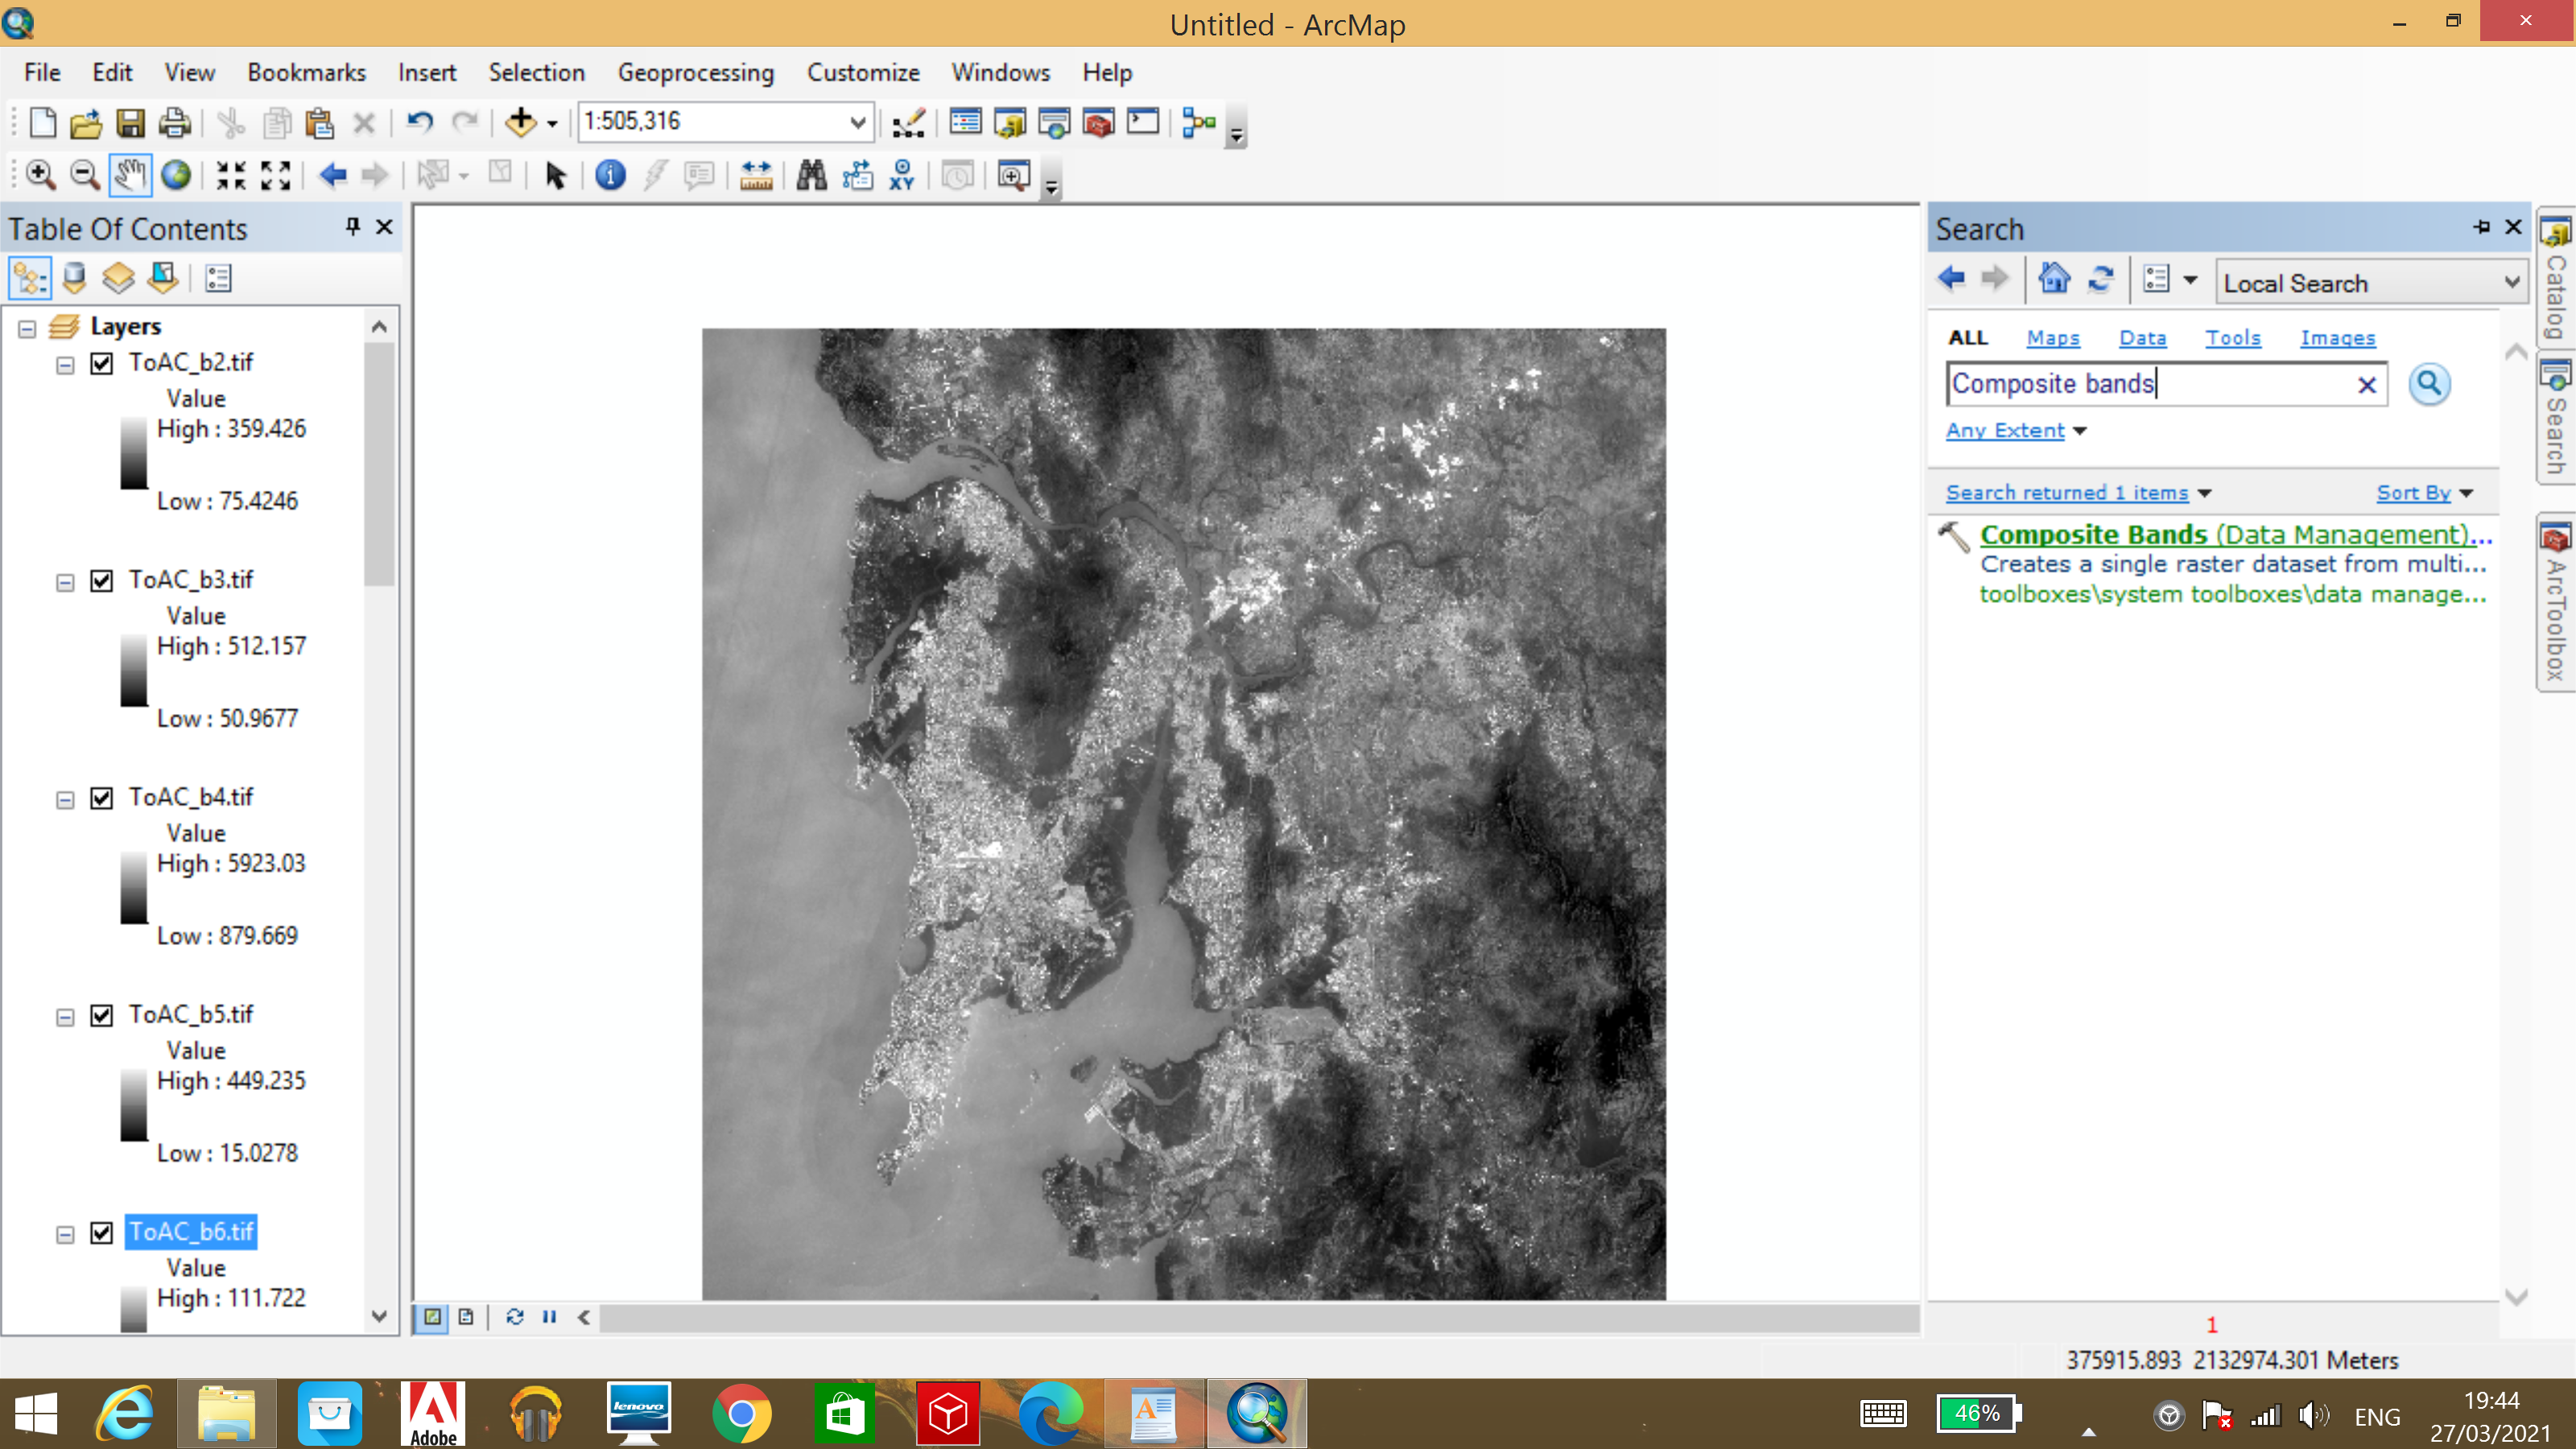 Untitled - ArcMap
File Edit View Bookmarks Insert Selection Geoprocessing Customize Windows Help
1:505,316
XY
Table Of Contents
Layers
ToAC_b2.tif
Value
High : 359.426
Low : 75.4246
ToAC_b3.tif
Value
High : 512.157
Low : 50.9677
ToAC_b4.tif
Value
High : 5923.03
Low : 879.669
ToAC_b5.tif
Value
High : 449.235
Low : 15.0278
ToAC_b6.tif
Value
High : 111.722
Search
Local Search
ALL Maps Data Tools Images
Composite bands
Any Extent
Search returned 1 items Sort By
Composite Bands (Data Management)...
Creates a single raster dataset from multi...
toolboxes\system toolboxes\data manage...
1
Catalog
Search
ArcToolbox
375915.893 2132974.301 Meters
Adobe
lenovo
46%
ENG
19:44
27/03/2021